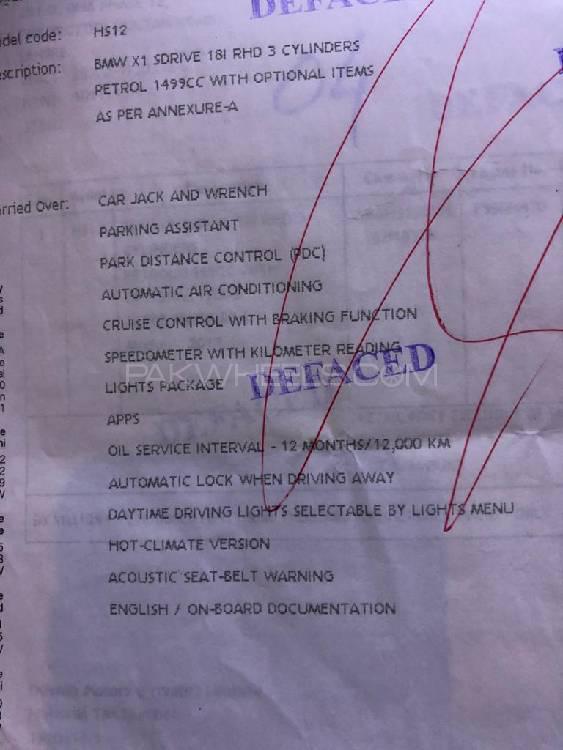 DEFACED
del code: HS12
scription: BMW X1 SDRIVE 18I RHD 3 CYLINDERS
PETROL 1499CC WITH OPTIONAL ITEMS
AS PER ANNEXURE-A
rried Over: CAR JACK AND WRENCH
PARKING ASSISTANT
PARK DISTANCE CONTROL (PDC)
AUTOMATIC AIR CONDITIONING
CRUISE CONTROL WITH BRAKING FUNCTION
SPEEDOMETER WITH KILOMETER READING
LIGHTS PACKAGE
PAKWHEELS.COM
DEFACED
APPS
OIL SERVICE INTERVAL - 12 MONTHS/12,000 KM
AUTOMATIC LOCK WHEN DRIVING AWAY
DAYTIME DRIVING LIGHTS SELECTABLE BY LIGHTS MENU
HOT-CLIMATE VERSION
ACOUSTIC SEAT-BELT WARNING
ENGLISH / ON-BOARD DOCUMENTATION